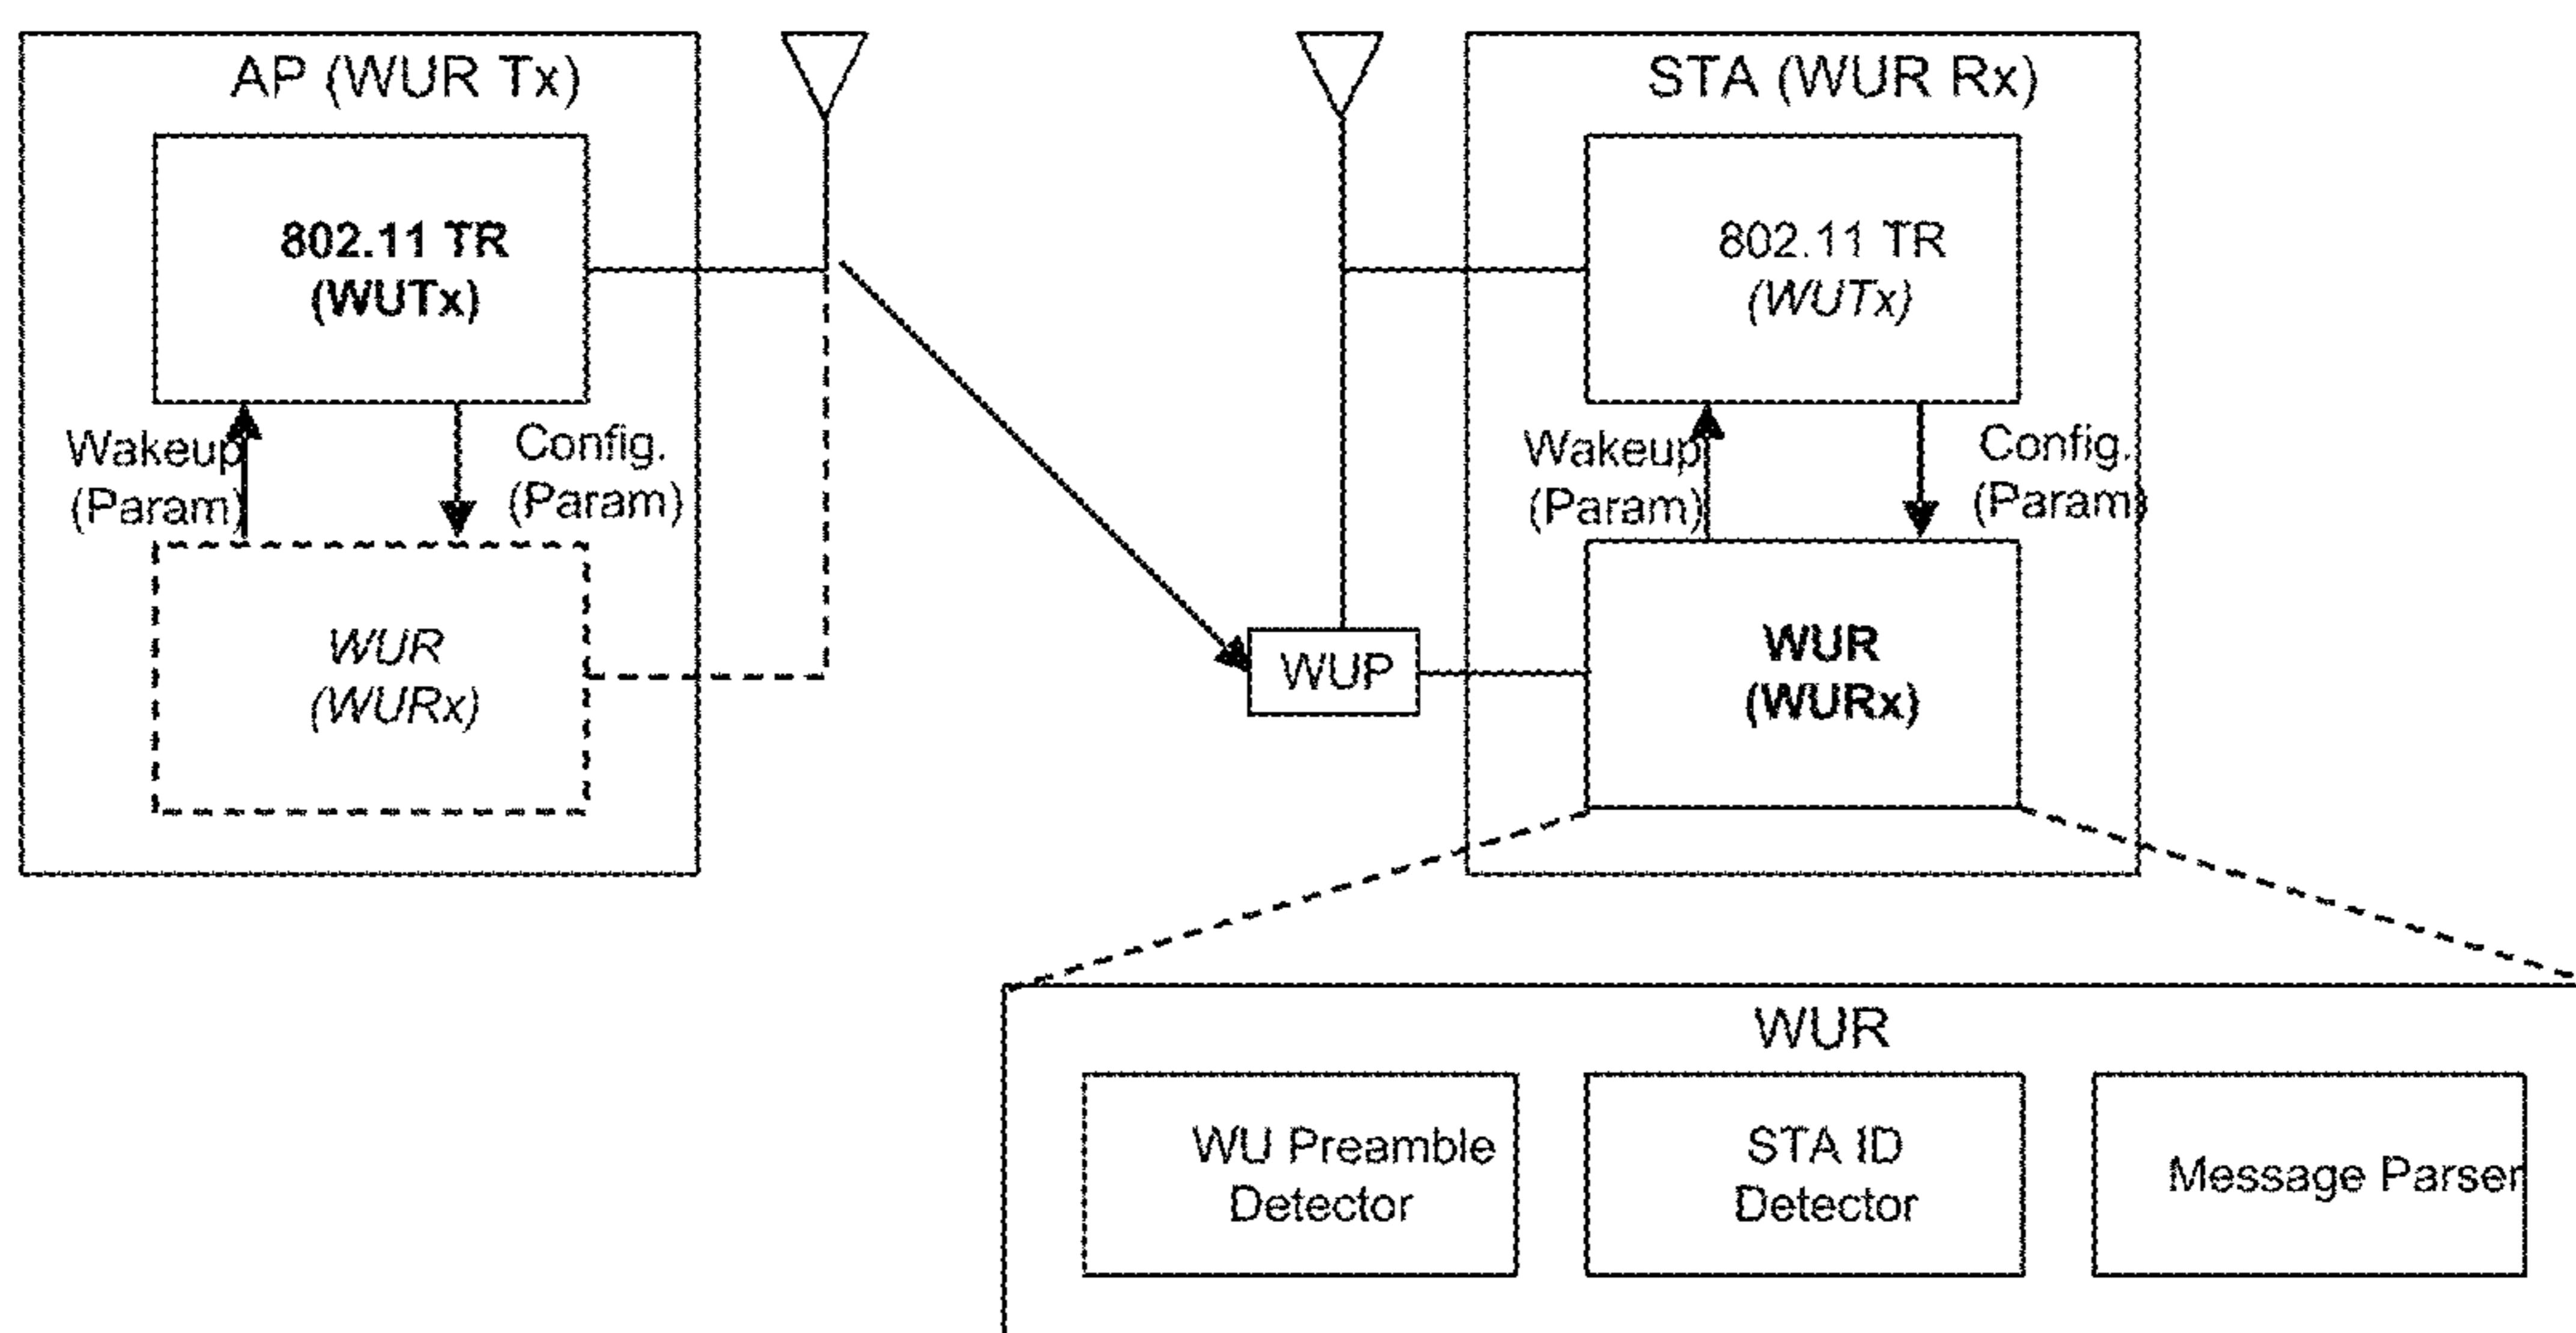 AP (WUR Tx)
802.11 TR
(WUTx)
Wakeup
(Param)
Config.
(Param)
WUR
(WURx)
WUP
STA (WUR Rx)
802.11 TR
(WUTx)
Wakeup
(Param)
Config.
(Param)
WUR
(WURx)
WUR
WU Preamble
Detector
STA ID
Detector
Message Parser